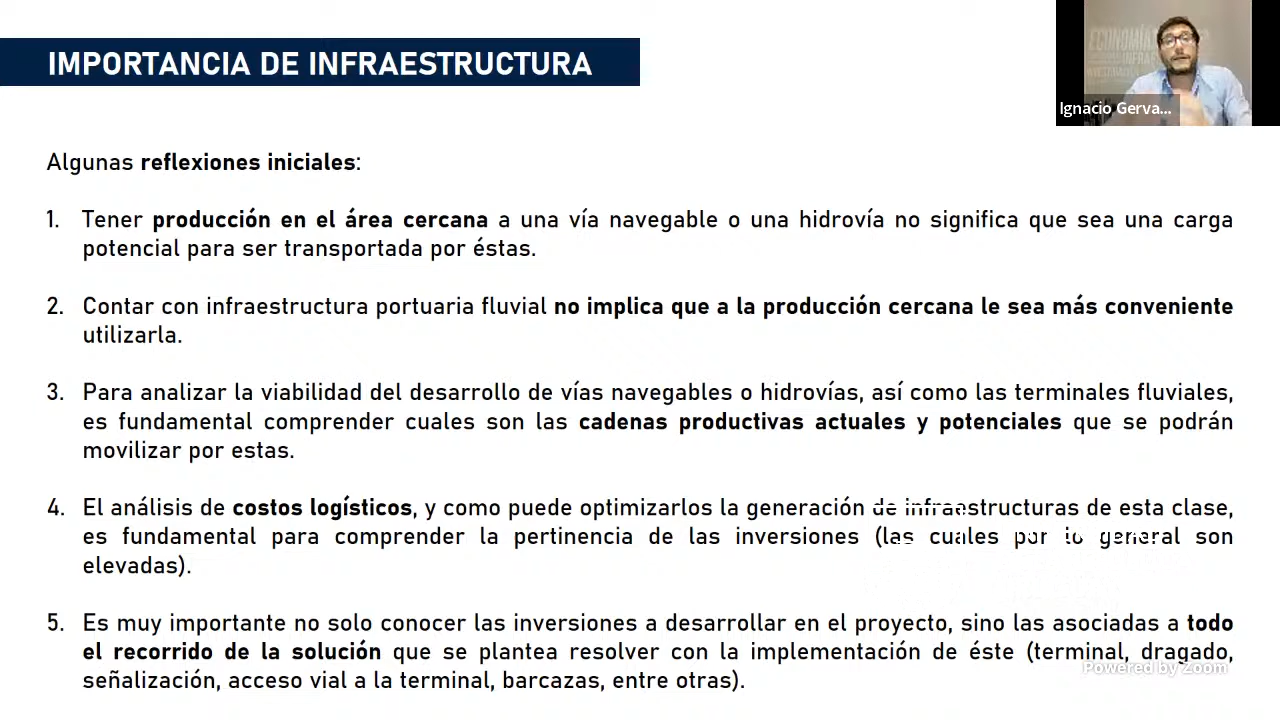 IMPORTANCIA DE INFRAESTRUCTURA
Ignacio Gerva...
Algunas reflexiones iniciales:
1. Tener producción en el área cercana a una vía navegable o una hidrovía no significa que sea una carga
potencial para ser transportada por éstas.
2. Contar con infraestructura portuaria fluvial no implica que a la producción cercana le sea más conveniente
utilizarla.
3. Para analizar la viabilidad del desarrollo de vías navegables o hidrovías, así como las terminales fluviales,
es fundamental comprender cuales son las cadenas productivas actuales y potenciales que se podrán
movilizar por estas.
4. El análisis de costos logísticos, y como puede optimizarlos la generación de infraestructuras de esta clase,
es fundamental para comprender la pertinencia de las inversiones (las cuales por lo general son
elevadas).
5. Es muy importante no solo conocer las inversiones a desarrollar en el proyecto, sino las asociadas a todo
el recorrido de la solución que se plantea resolver con la implementación de éste (terminal, dragado,
señalización, acceso vial a la terminal, barcazas, entre otras).
Powered by Zoom